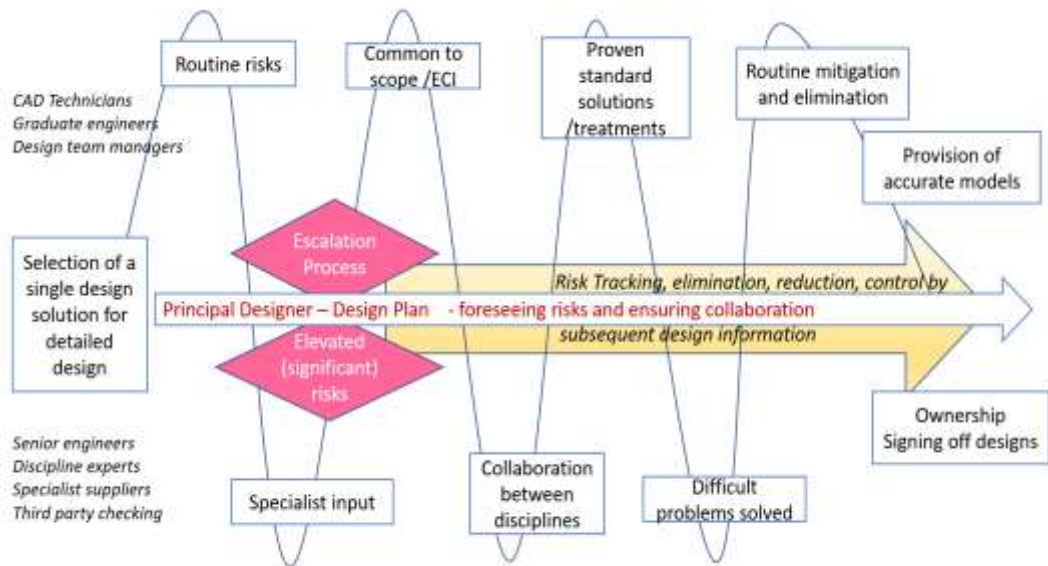 Routine risks
Common to
scope /ECI
Proven
standard
solutions
/treatments
Routine mitigation
and elimination
CAD Technicians
Graduate engineers
Design team managers
Provision of
accurate models
Selection of a
single design
solution for
detailed
design
Escalation
Process
Risk Tracking, elimination, reduction, control by
Principal Designer – Design Plan - foreseeing risks and ensuring collaboration
subsequent design information
Elevated
(significant)
risks
Ownership
Signing off designs
Senior engineers
Discipline experts
Specialist suppliers
Third party checking
Specialist input
Collaboration
between
disciplines
Difficult
problems solved